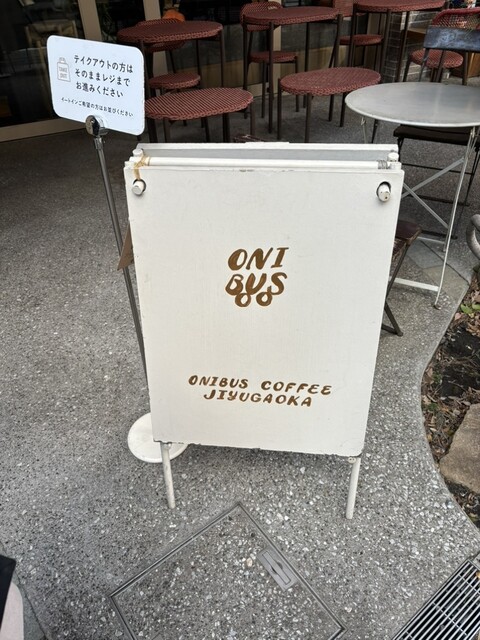 テイクアウトの方は
そのままレジまで
お進みください
イートインご希望の方はお並びください
ONI
BUS
ONIBUS COFFEE
JIYUGAOKA